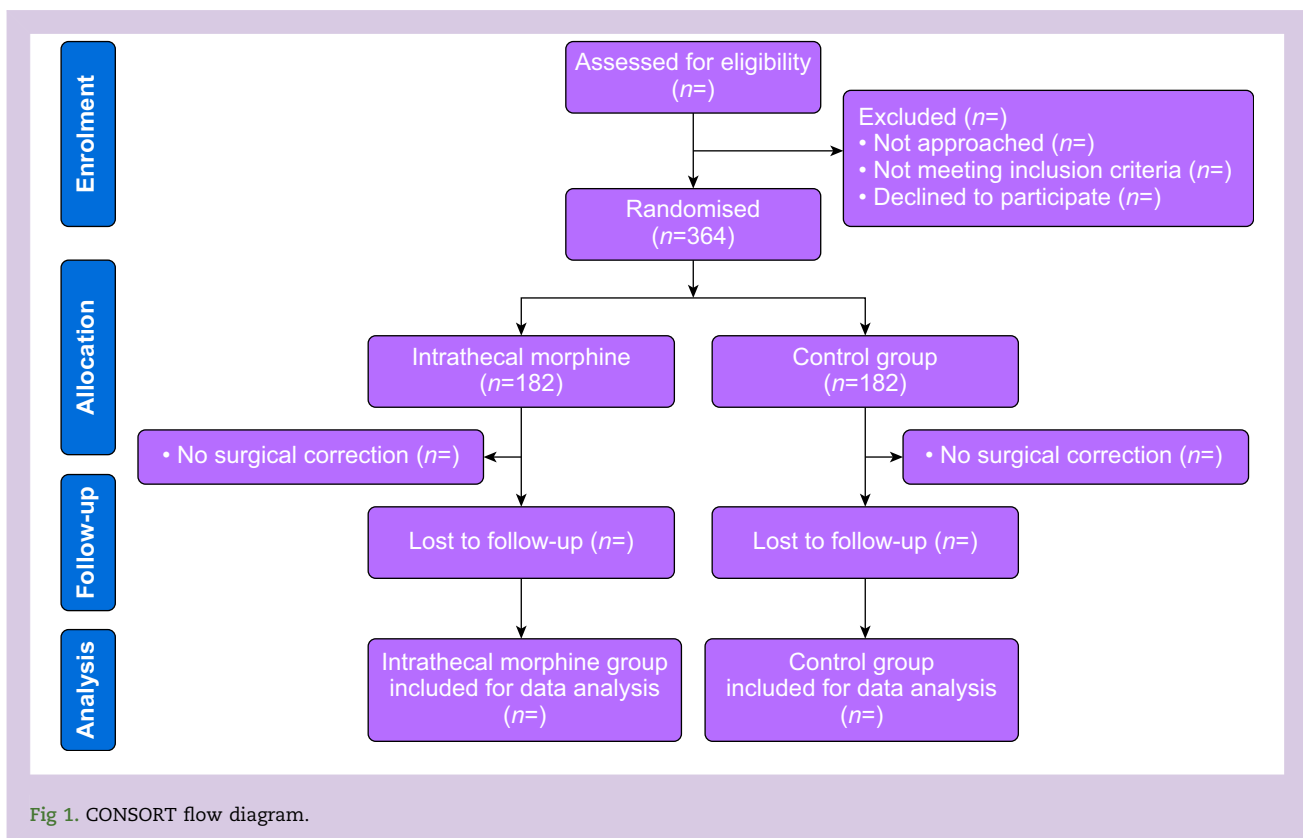 Enrolment
Assessed for eligibility
(n=)
Excluded (n=)
• Not approached (n=)
• Not meeting inclusion criteria (n=)
• Declined to participate (n=)
Randomised
(n=364)
Allocation
Intrathecal morphine
(n=182)
Control group
(n=182)
• No surgical correction (n=)
• No surgical correction (n=)
Follow-up
Lost to follow-up (n=)
Lost to follow-up (n=)
Analysis
Intrathecal morphine group
included for data analysis
(n=)
Control group
included for data analysis
(n=)
Fig 1. CONSORT flow diagram.